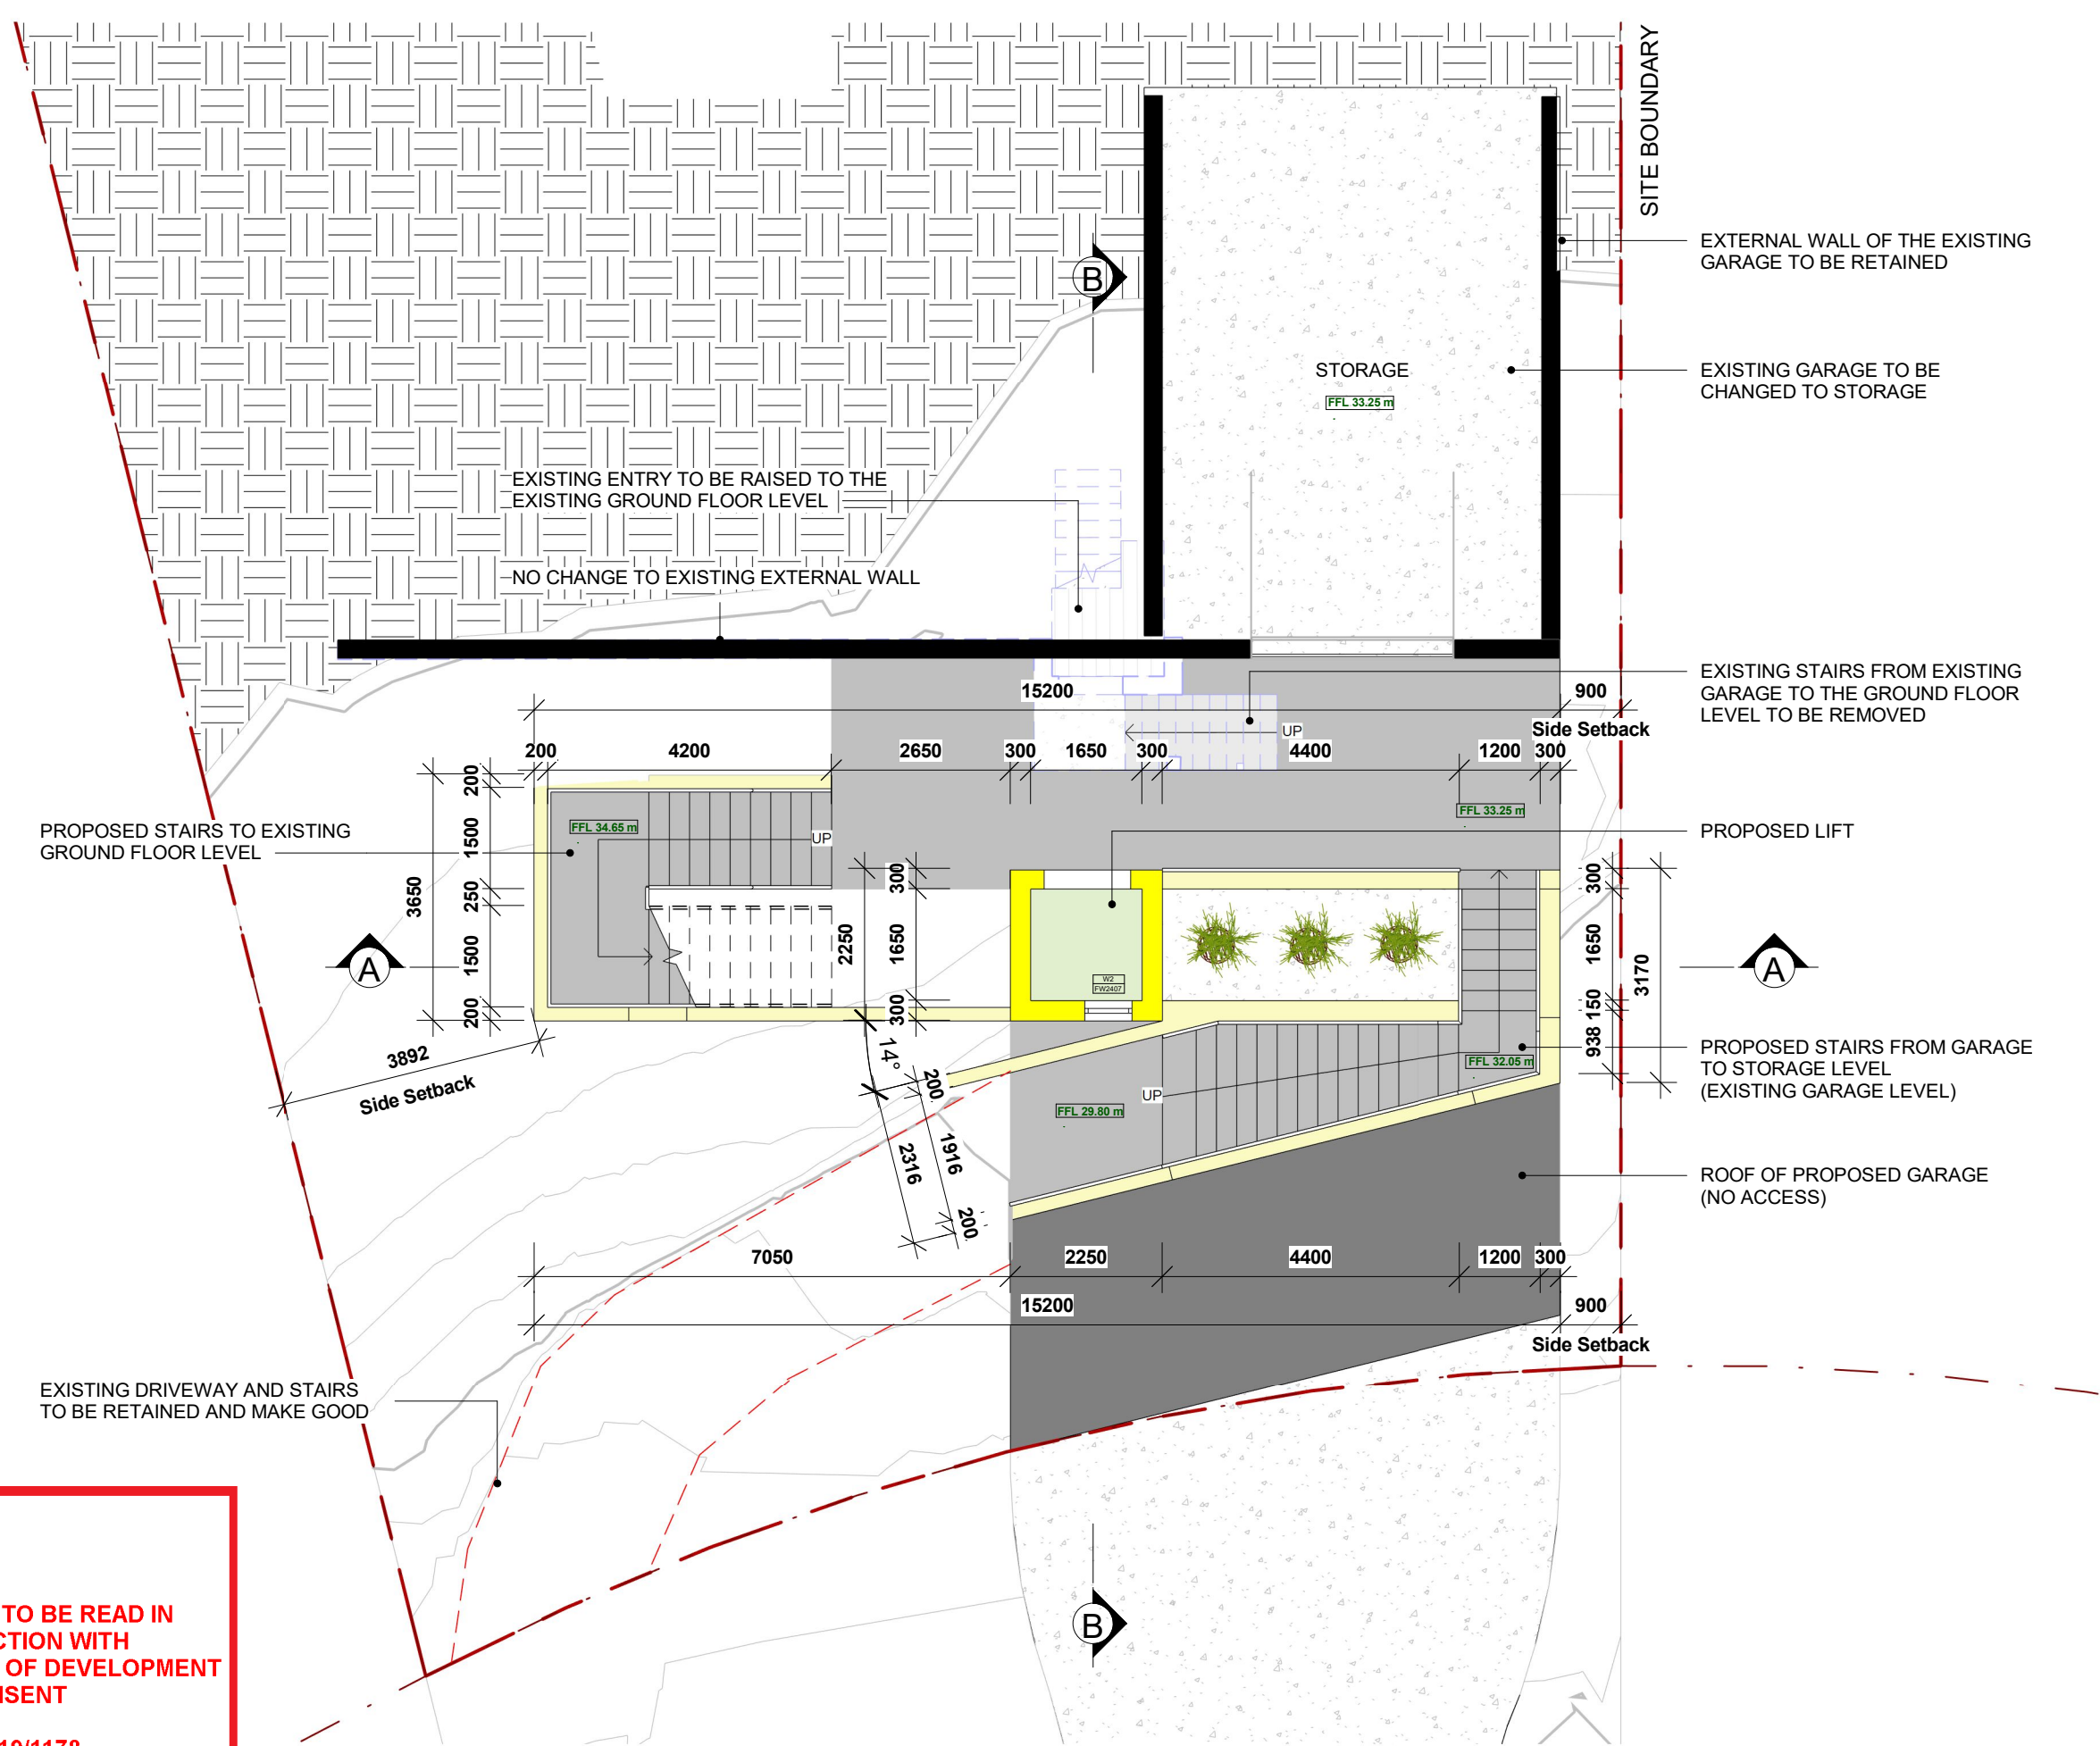 SITE BOUNDARY
EXTERNAL WALL OF THE EXISTING
GARAGE TO BE RETAINED
B
STORAGE
FFL 33.25 m
EXISTING GARAGE TO BE
CHANGED TO STORAGE
EXISTING ENTRY TO BE RAISED TO THE
EXISTING GROUND FLOOR LEVEL
NO CHANGE TO EXISTING EXTERNAL WALL
EXISTING STAIRS FROM EXISTING
GARAGE TO THE GROUND FLOOR
LEVEL TO BE REMOVED
15200
900
Side Setback
UP
200
4200
2650
300
1650
300
4400
1200
300
200
1500
250
1500
200
3650
FFL 34.65 m
UP
PROPOSED STAIRS TO EXISTING
GROUND FLOOR LEVEL
FFL 33.25 m
PROPOSED LIFT
300
1650
300
2250
W2
FW2407
300
1650
150
938
3170
A
A
3892
Side Setback
14°
200
1916
200
2316
UP
FFL 29.80 m
FFL 32.05 m
PROPOSED STAIRS FROM GARAGE
TO STORAGE LEVEL
(EXISTING GARAGE LEVEL)
ROOF OF PROPOSED GARAGE
(NO ACCESS)
7050
2250
4400
1200
300
15200
900
Side Setback
EXISTING DRIVEWAY AND STAIRS
TO BE RETAINED AND MAKE GOOD
B
TO BE READ IN
CTION WITH
OF DEVELOPMENT
NSENT